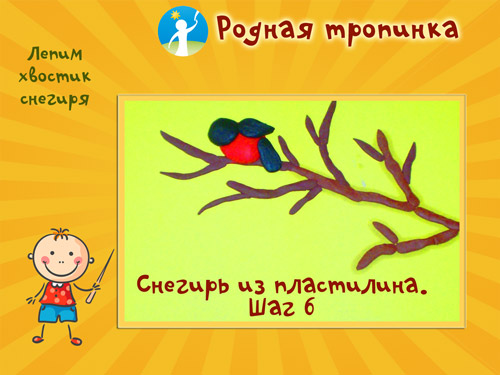 Родная тропинка
Лепим
хвостик
снегиря
Снегирь из пластилина.
Шаг 6